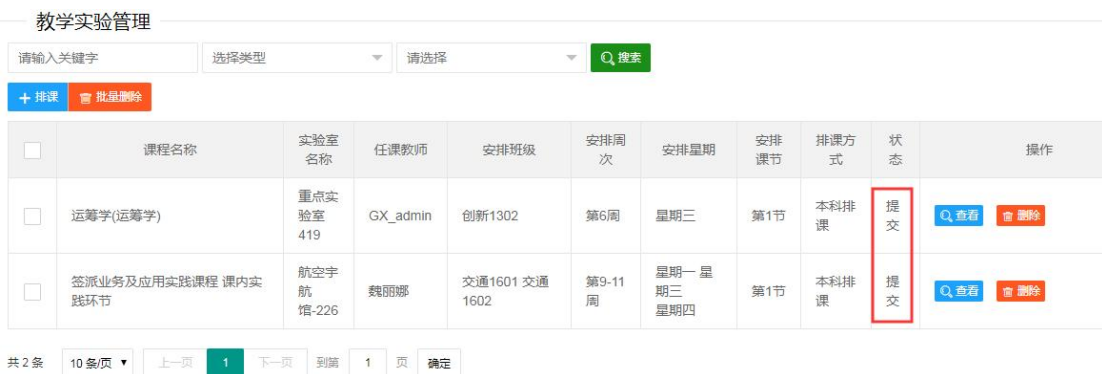 教学实验管理
请输入关键字 选择类型 请选择 搜索
+ 排课 批量删除
课程名称 实验室名称 任课教师 安排班级 安排周次 安排星期 安排课节 排课方式 状态 操作
运筹学(运筹学) 重点实验室419 GX_admin 创新1302 第6周 星期三 第1节 本科排课 提交 查看 删除
签派业务及应用实践课程 课内实践环节 航空宇航馆-226 魏丽娜 交通1601 交通1602 第9-11周 星期一 星期三 星期四 第1节 本科排课 提交 查看 删除
共 2 条 10 条/页 上一页 1 下一页 到第 1 页 确定